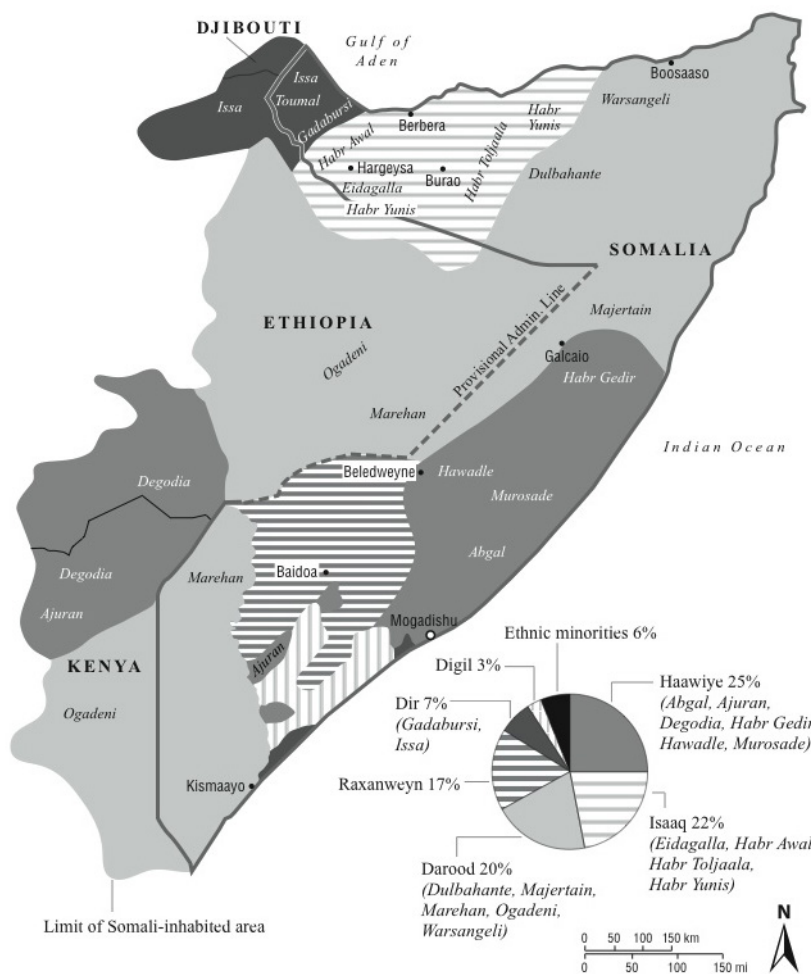 DJIBOUTI
Gulf of
Aden
Issa
Issa
Toumal
Gadabursi
Boosaaso
Warsangeli
Berbera
Habr
Yunis
Habr Awal
Habr Toljaala
Hargeysa
Burao
Eidagalla
Dulbahante
Habr Yunis
SOMALIA
ETHIOPIA
Ogadeni
Provisional Admin. Line
Majertain
Galcaio
Habr Gedir
Marehan
Indian Ocean
Beledweyne
Hawadle
Degodia
Murosade
Abgal
Degodia
Marehan
Baidoa
Ajuran
Mogadishu
Ajuran
KENYA
Ogadeni
Kismaayo
Limit of Somali-inhabited area
Ethnic minorities 6%
Digil 3%
Dir 7%
(Gadabursi,
Issa)
Raxanweyn 17%
Darood 20%
(Dulbahante, Majertain,
Marehan, Ogadeni,
Warsangeli)
Haawiye 25%
(Abgal, Ajuran,
Degodia, Habr Gedir
Hawadle, Murosade)
Isaaq 22%
(Eidagalla, Habr Awal
Habr Toljaala,
Habr Yunis)
N
0 50 100 150 km
0 50 100 150 mi